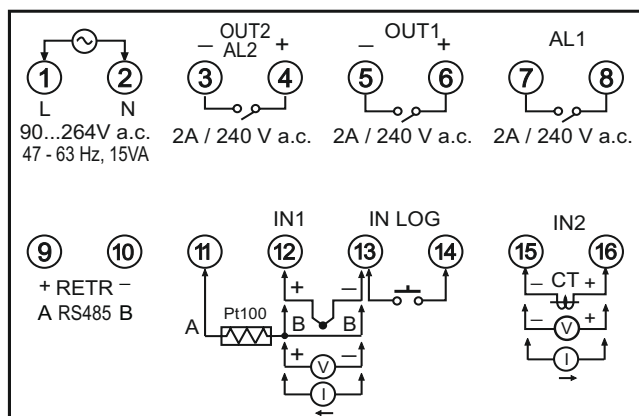 OUT2
OUT1
AL1
– AL2 +
– +
1 2 3 4 5 6 7 8
L N
90...264V a.c.
47 - 63 Hz, 15VA
2A / 240 V a.c.
2A / 240 V a.c.
2A / 240 V a.c.
IN1
IN LOG
IN2
9 10 11 12 13 14 15 16
+ RETR –
A RS485 B
+ –
– CT +
A Pt100 B B
+ V –
I
– V +
I